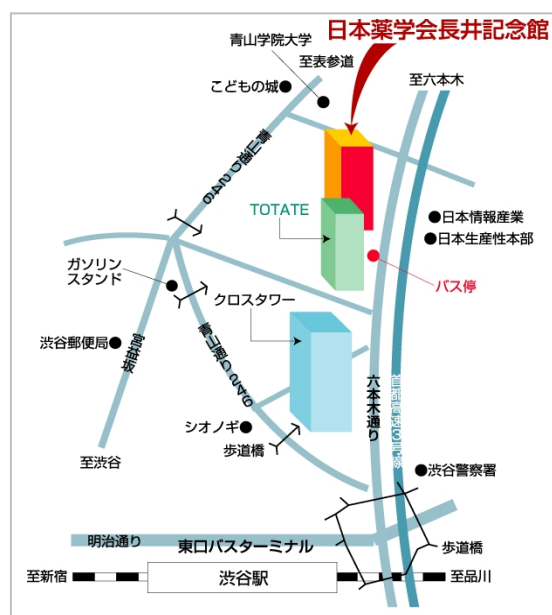 日本薬学会長井記念館
青山学院大学
至表参道
こどもの城
至六本木
青山通り246
TOTATE
日本情報産業
日本生産性本部
バス停
ガソリン
スタンド
クロスタワー
渋谷郵便局
宮益坂
青山通り246
六本木通り
首都高速3号線
シオノギ
歩道橋
至渋谷
渋谷警察署
明治通り
東口バスターミナル
歩道橋
至新宿
渋谷駅
至品川